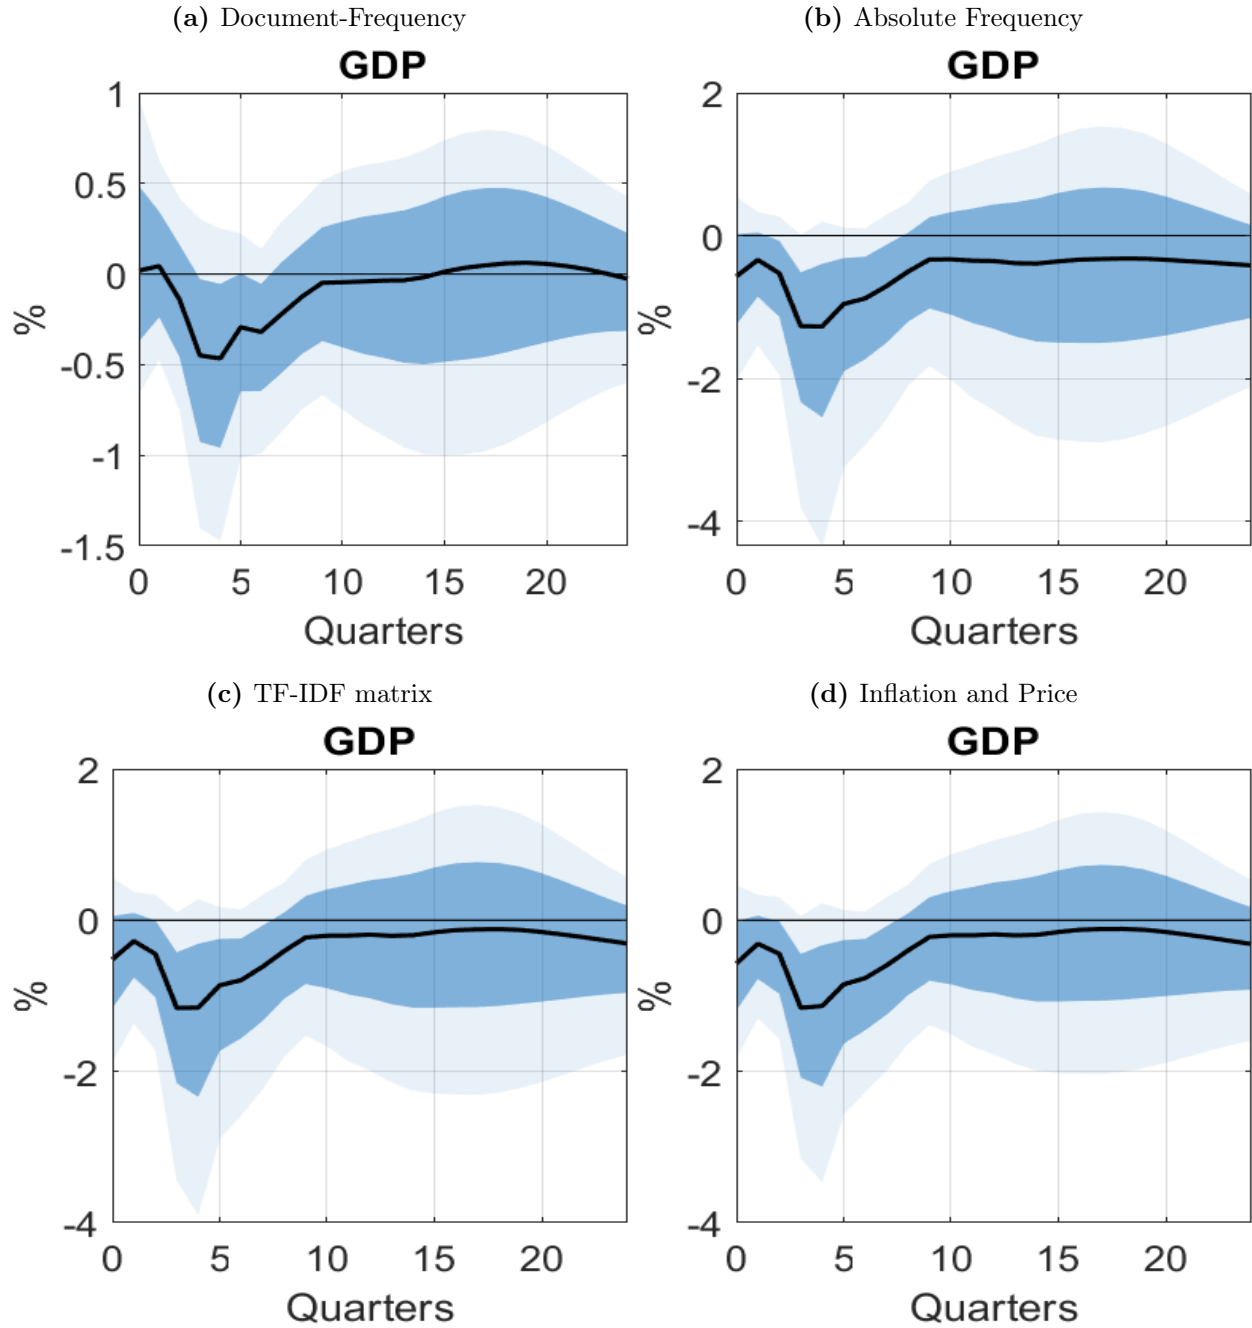 (a) Document-Frequency
GDP
1
0.5
0
-0.5
-1
-1.5
%
0 5 10 15 20
Quarters
(b) Absolute Frequency
GDP
2
0
-2
-4
%
0 5 10 15 20
Quarters
(c) TF-IDF matrix
GDP
2
0
-2
-4
%
0 5 10 15 20
Quarters
(d) Inflation and Price
GDP
2
0
-2
-4
%
0 5 10 15 20
Quarters